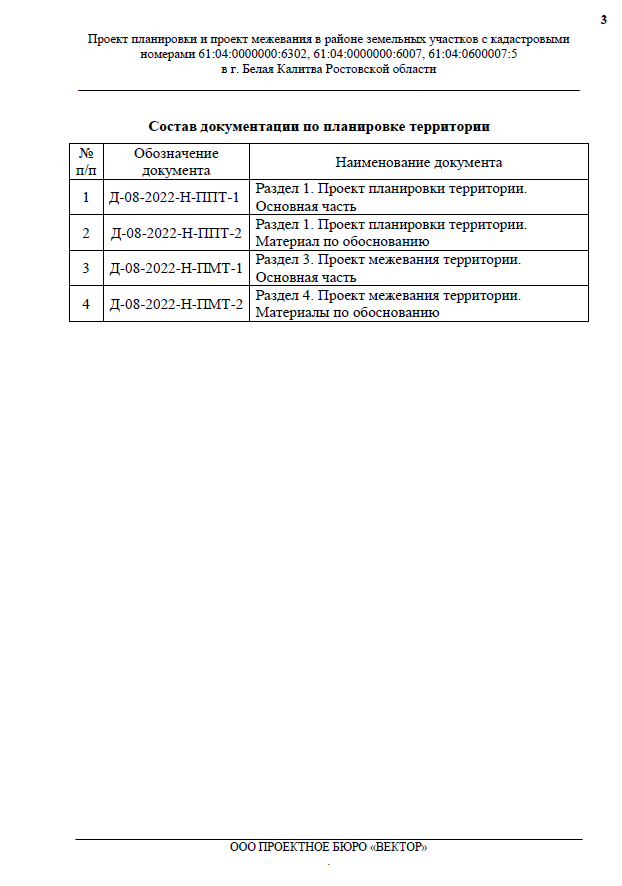 3
Проект планировки и проект межевания в районе земельных участков с кадастровыми
номерами 61:04:0000000:6302, 61:04:0000000:6007, 61:04:0600007:5
в г. Белая Калитва Ростовской области
Состав документации по планировке территории
№ п/п
Обозначение документа
Наименование документа
1
Д-08-2022-Н-ППТ-1
Раздел 1. Проект планировки территории.
Основная часть
2
Д-08-2022-Н-ППТ-2
Раздел 1. Проект планировки территории.
Материал по обоснованию
3
Д-08-2022-Н-ПМТ-1
Раздел 3. Проект межевания территории.
Основная часть
4
Д-08-2022-Н-ПМТ-2
Раздел 4. Проект межевания территории.
Материалы по обоснованию
ООО ПРОЕКТНОЕ БЮРО «ВЕКТОР»
.